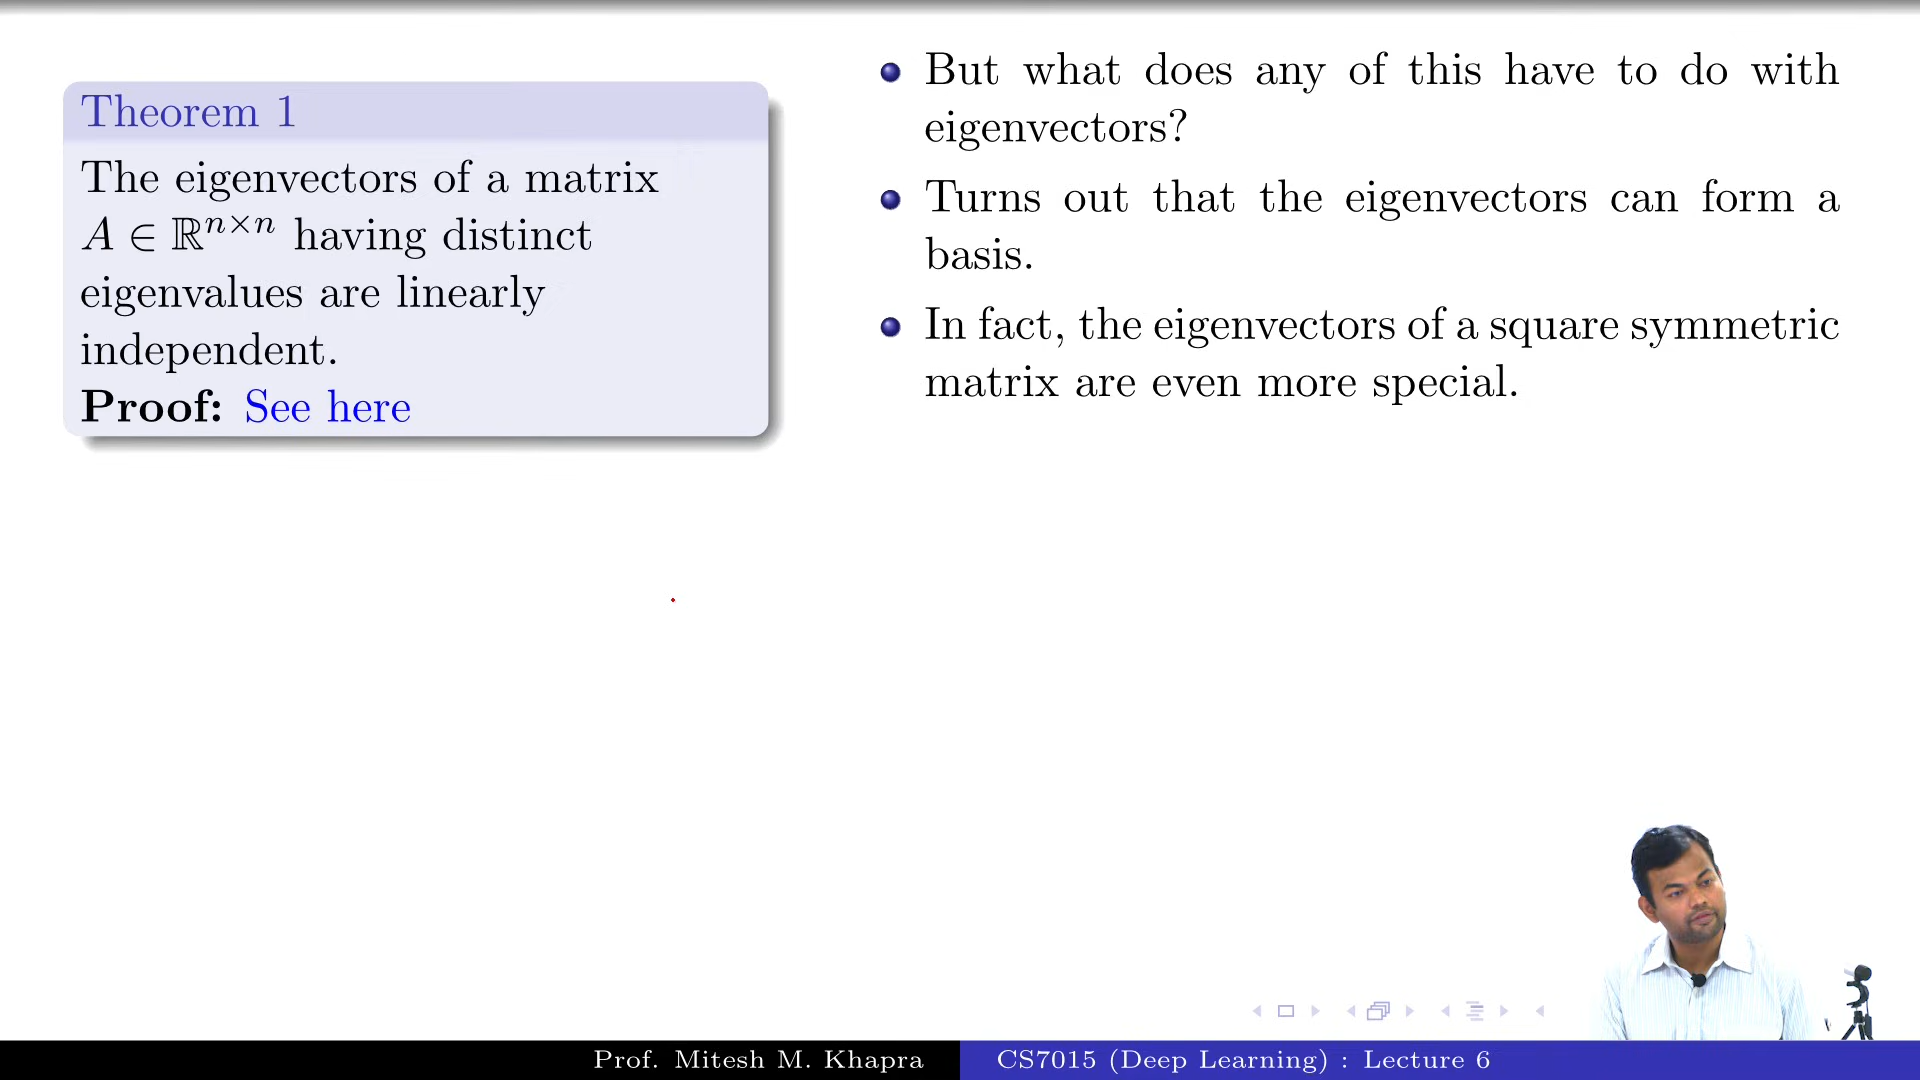 Theorem 1
The eigenvectors of a matrix
A ∈ ℝⁿˣⁿ having distinct
eigenvalues are linearly
independent.
Proof: See here
But what does any of this have to do with
eigenvectors?
Turns out that the eigenvectors can form a
basis.
In fact, the eigenvectors of a square symmetric
matrix are even more special.
Prof. Mitesh M. Khapra
CS7015 (Deep Learning) : Lecture 6